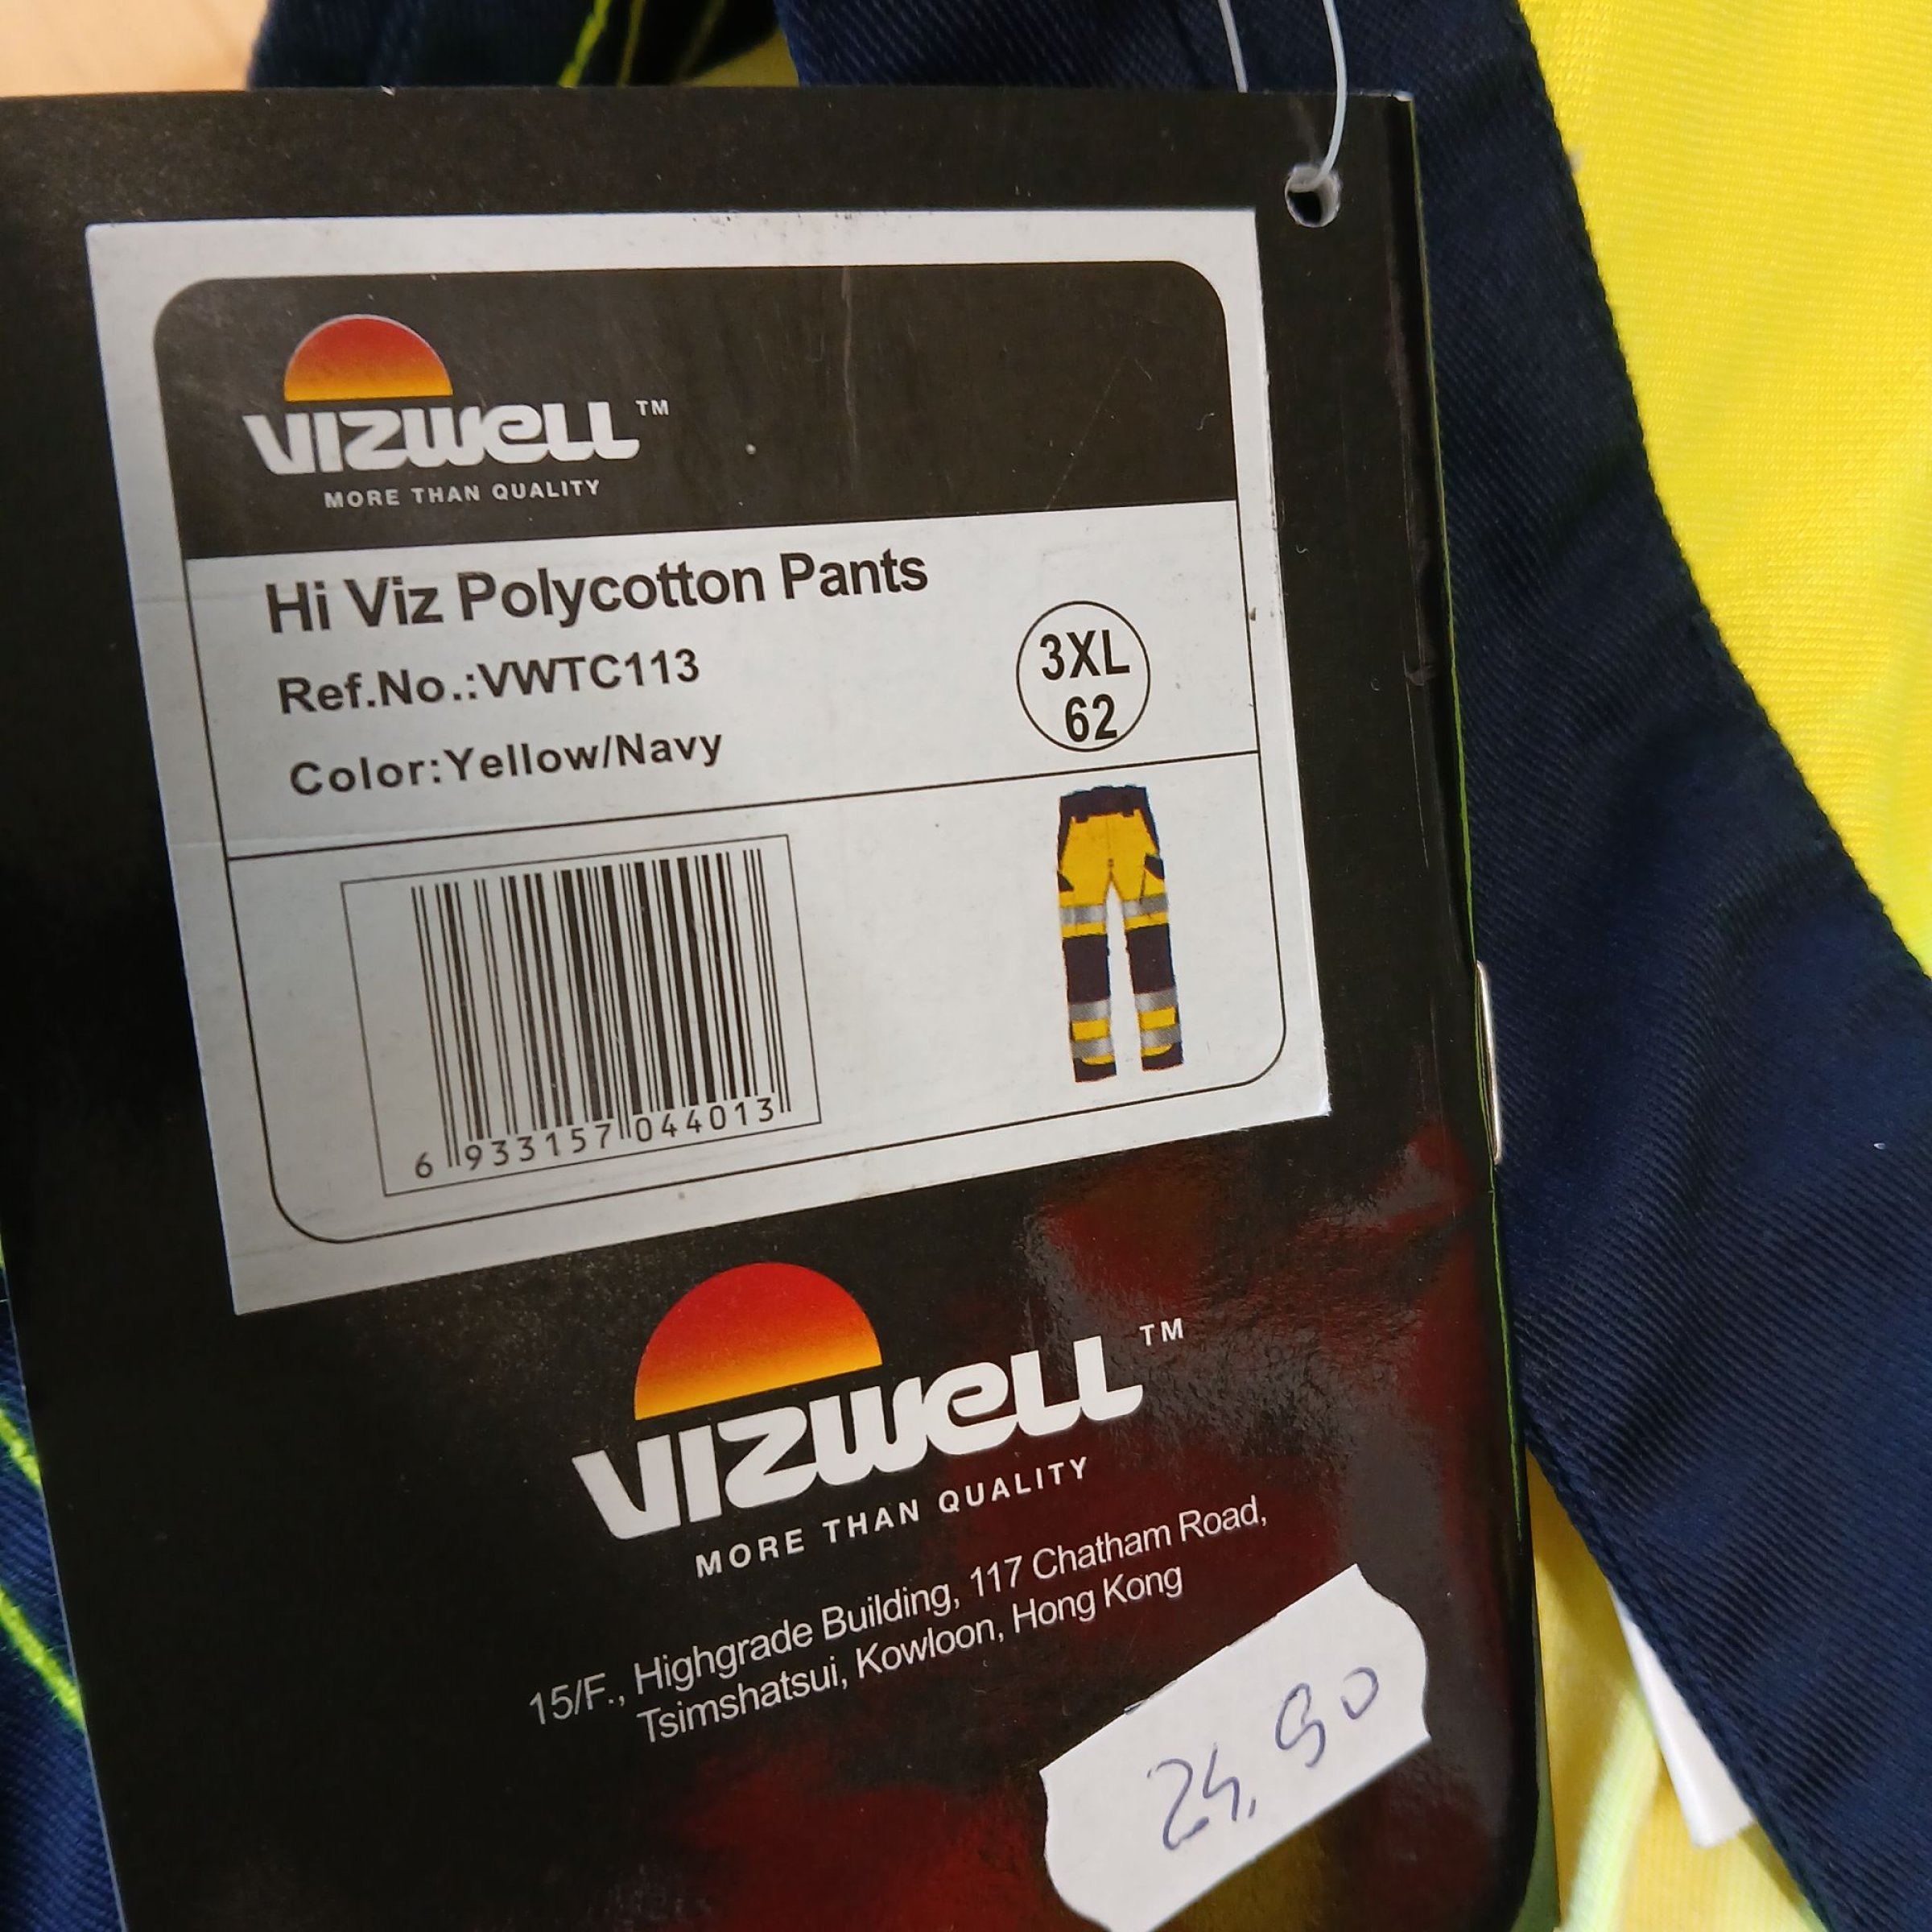 VIZWELL™
MORE THAN QUALITY
Hi Viz Polycotton Pants
Ref.No.:VWTC113
Color:Yellow/Navy
3XL
62
6 933157 044013
VIZWELL™
MORE THAN QUALITY
15/F., Highgrade Building, 117 Chatham Road,
Tsimshatsui, Kowloon, Hong Kong
24,90